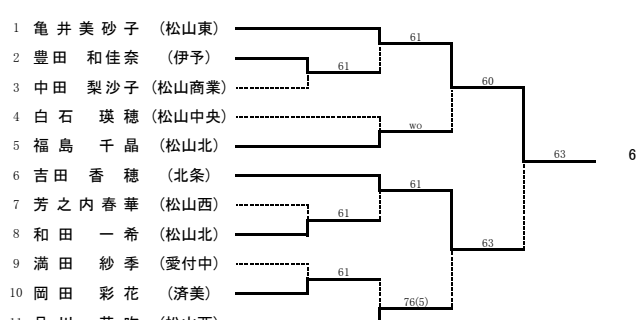 1 亀井美砂子 (松山東)
61
2 豊田 和佳奈 (伊予)
61
60
3 中田 梨沙子 (松山商業)
4 白石 瑛穂 (松山中央)
wo
5 福島 千晶 (松山北)
63 6
6 吉田 香穂 (北条)
61
7 芳之内春華 (松山西)
61
8 和田 一希 (松山北)
63
9 満田 紗季 (愛付中)
61
10 岡田 彩花 (済美)
76(5)